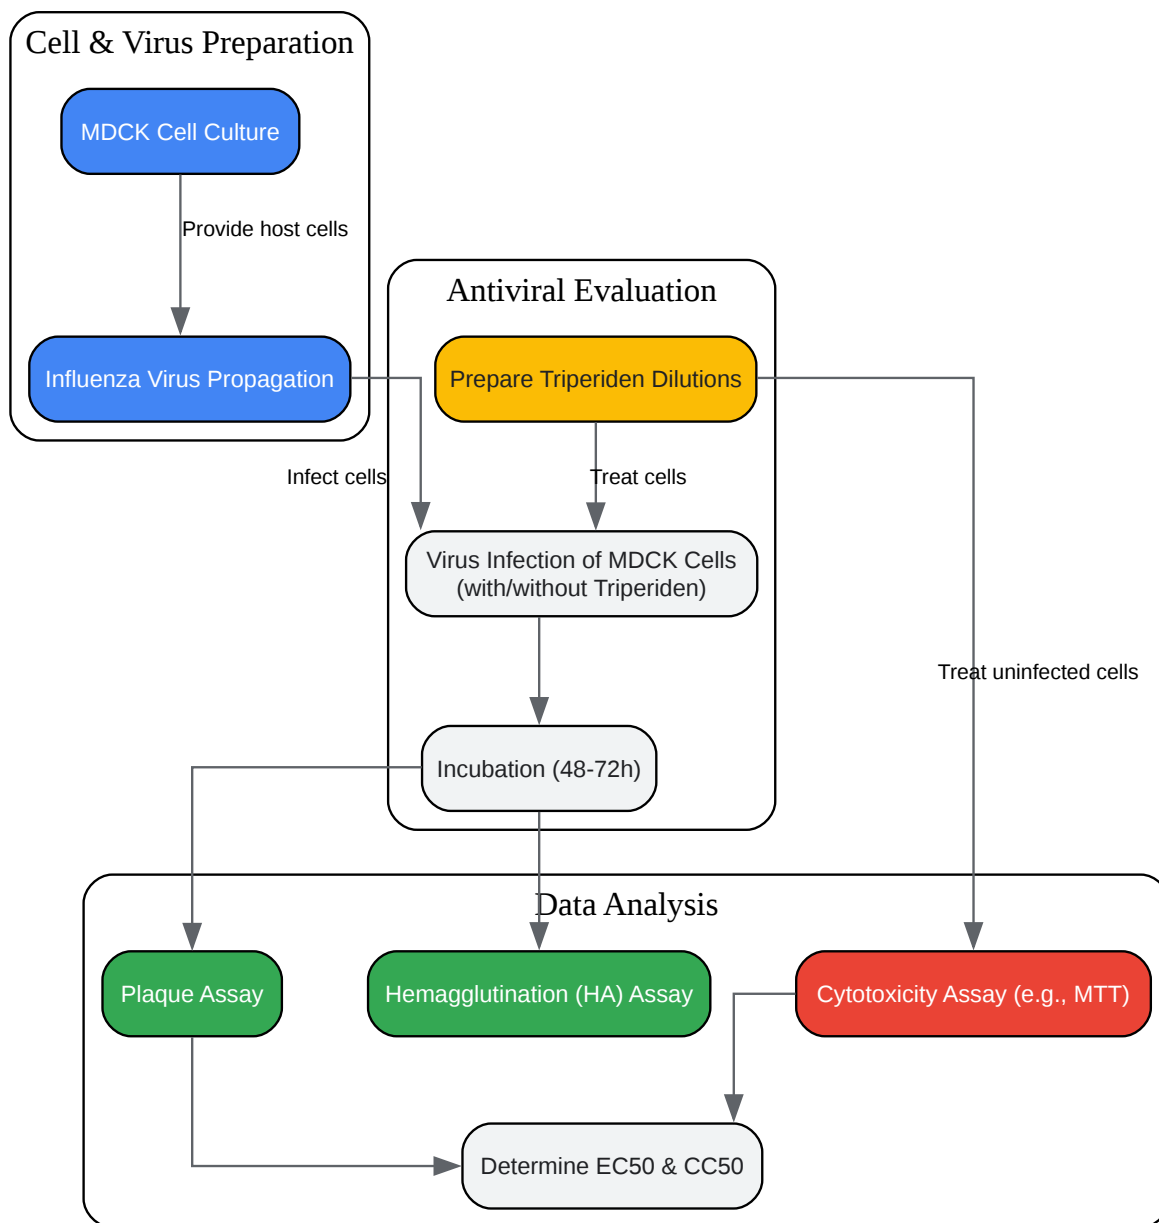 Cell & Virus Preparation
MDCK Cell Culture
Provide host cells
Antiviral Evaluation
Influenza Virus Propagation
Prepare Triperiden Dilutions
Infect cells
Treat cells
Virus Infection of MDCK Cells
(with/without Triperiden)
Treat uninfected cells
Incubation (48-72h)
Data Analysis
Plaque Assay
Hemagglutination (HA) Assay
Cytotoxicity Assay (e.g., MTT)
Determine EC50 & CC50